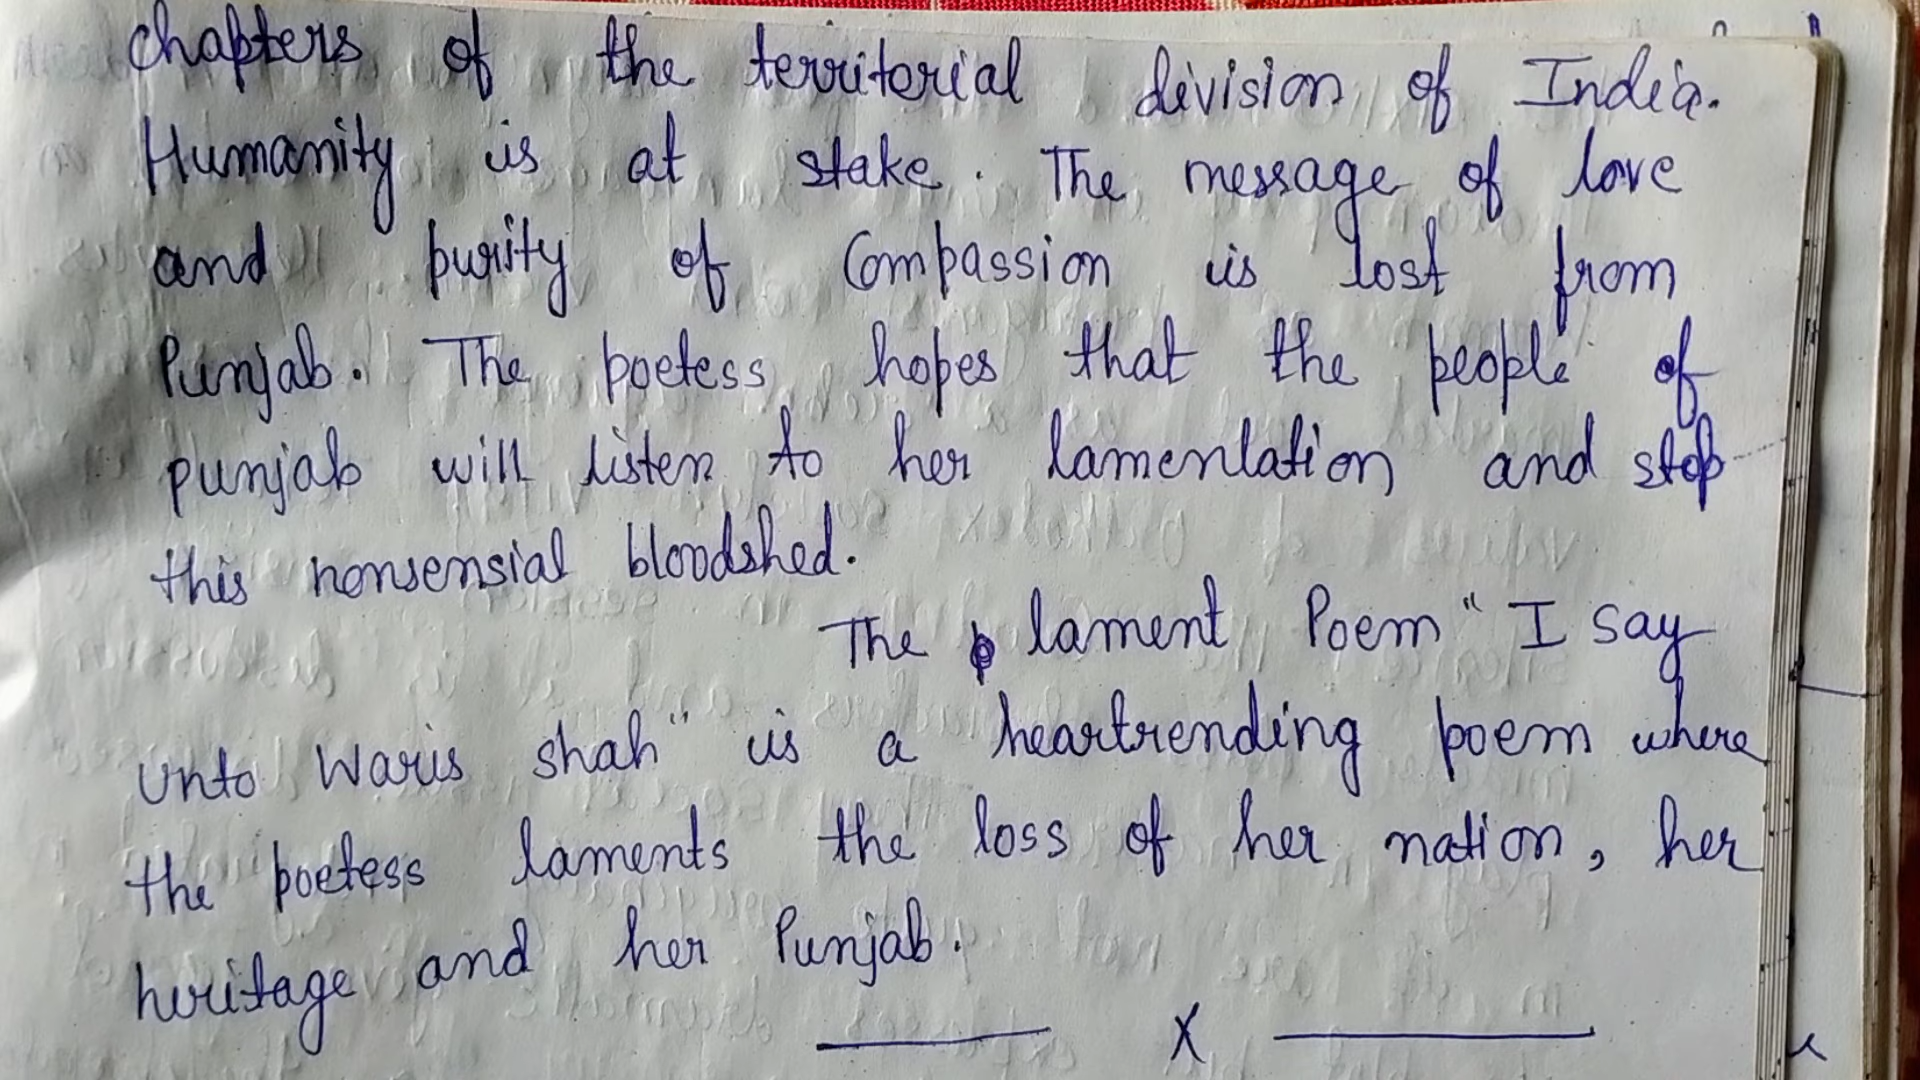 chapters of the territorial division of India.
Humanity is at stake. The message of love
and purity of Compassion is lost from
Punjab. The poetess hopes that the people of
punjab will listen to her lamentation and stop
this nonsensial bloodshed.
The lament Poem "I say
unto Waris shah" is a heartrending poem where
the poetess laments the loss of her nation, her
heritage and her Punjab.
X